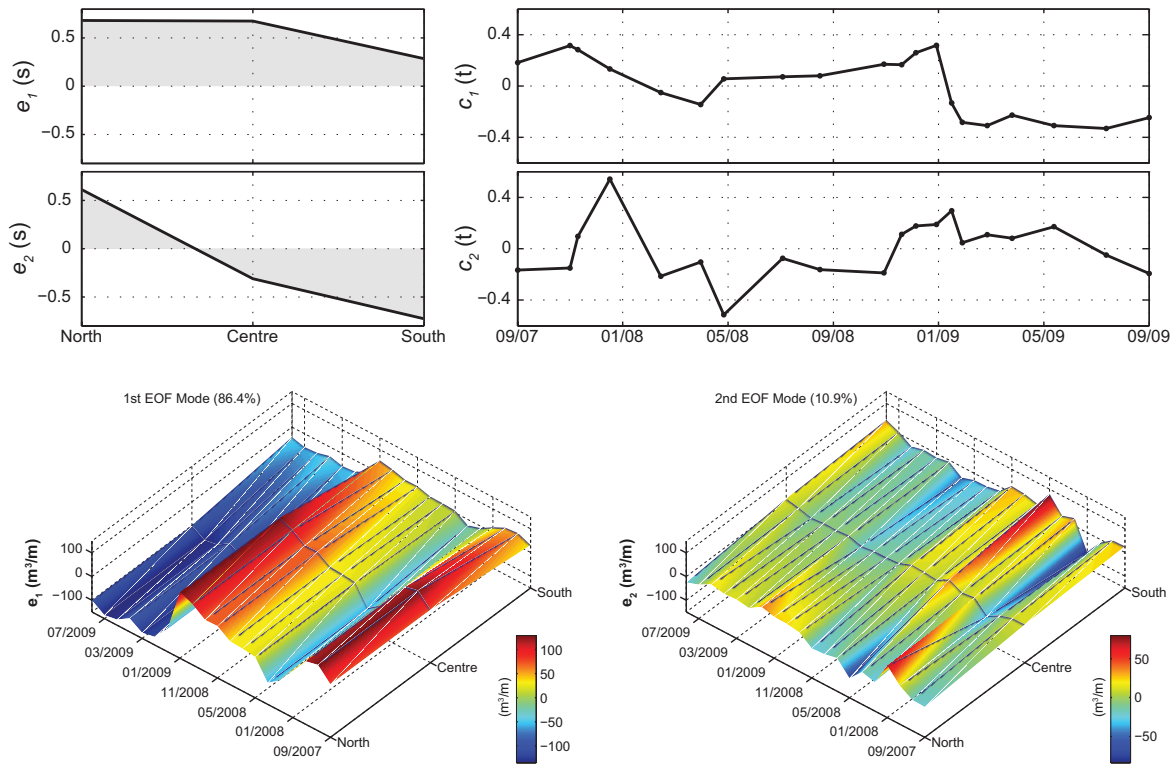 e1 (s)
0.5
0
−0.5
c1 (t)
0.4
0
−0.4
e2 (s)
0.5
0
−0.5
North
Centre
South
c2 (t)
0.4
0
−0.4
09/07
01/08
05/08
09/08
01/09
05/09
09/09
1st EOF Mode (86.4%)
e1 (m³/m)
100
0
−100
07/2009
03/2009
01/2009
11/2008
05/2008
01/2008
09/2007
North
Centre
South
(m³/m)
100
50
0
−50
−100
2nd EOF Mode (10.9%)
e2 (m³/m)
100
0
−100
07/2009
03/2009
01/2009
11/2008
05/2008
01/2008
09/2007
North
Centre
South
(m³/m)
50
0
−50